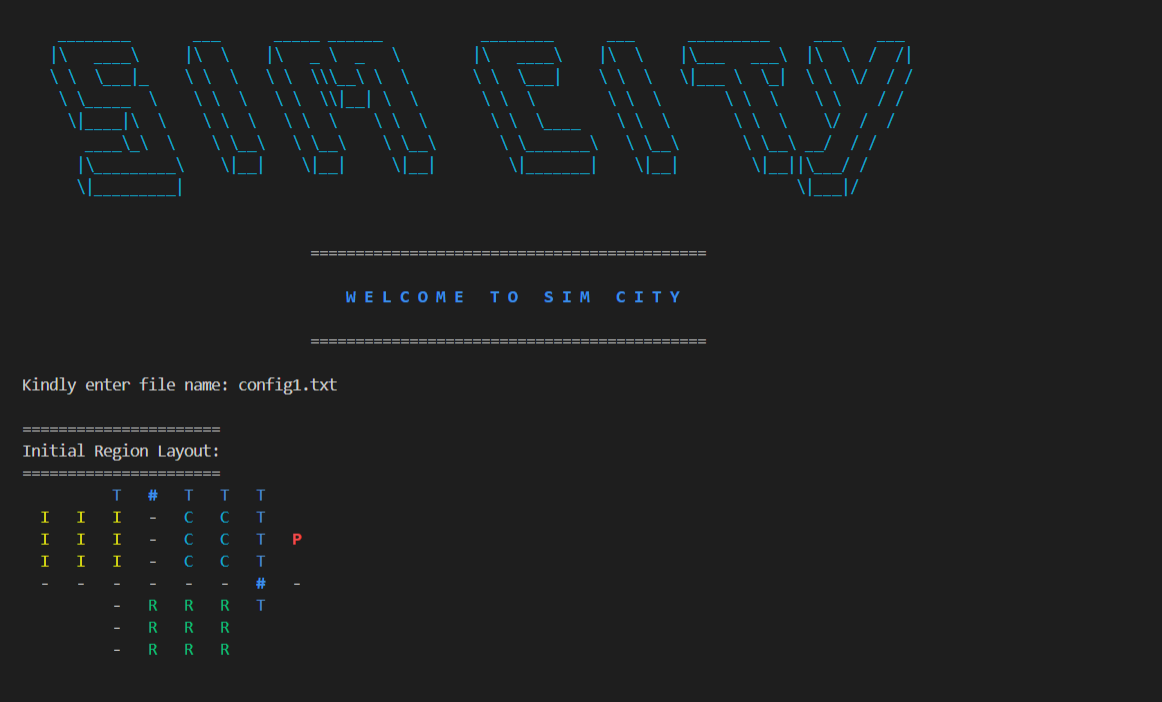 SIM CITY
===========================================
W E L C O M E   T O   S I M   C I T Y
===========================================
Kindly enter file name: config1.txt
======================
Initial Region Layout:
======================
T # T T T
I I I - C C T
I I I - C C T P
I I I - C C T
- - - - - - # -
- R R R T
- R R R
- R R R